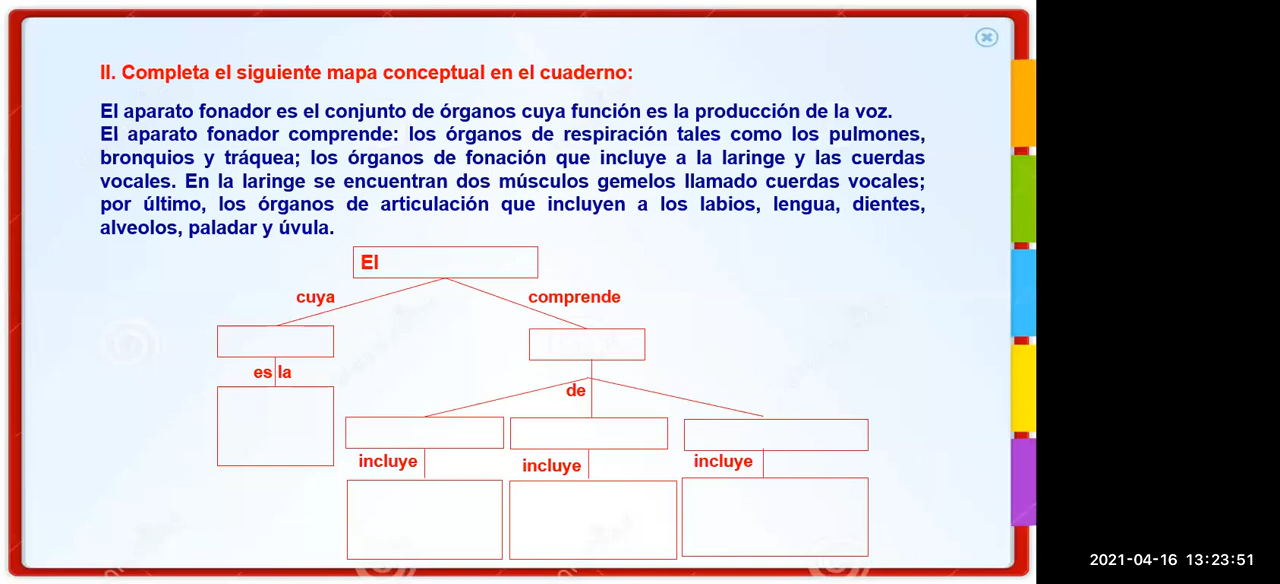 II. Completa el siguiente mapa conceptual en el cuaderno:
El aparato fonador es el conjunto de órganos cuya función es la producción de la voz.
El aparato fonador comprende: los órganos de respiración tales como los pulmones,
bronquios y tráquea; los órganos de fonación que incluye a la laringe y las cuerdas
vocales. En la laringe se encuentran dos músculos gemelos llamado cuerdas vocales;
por último, los órganos de articulación que incluyen a los labios, lengua, dientes,
alveolos, paladar y úvula.
El
cuya
comprende
es la
de
incluye
incluye
incluye
2021-04-16 13:23:51